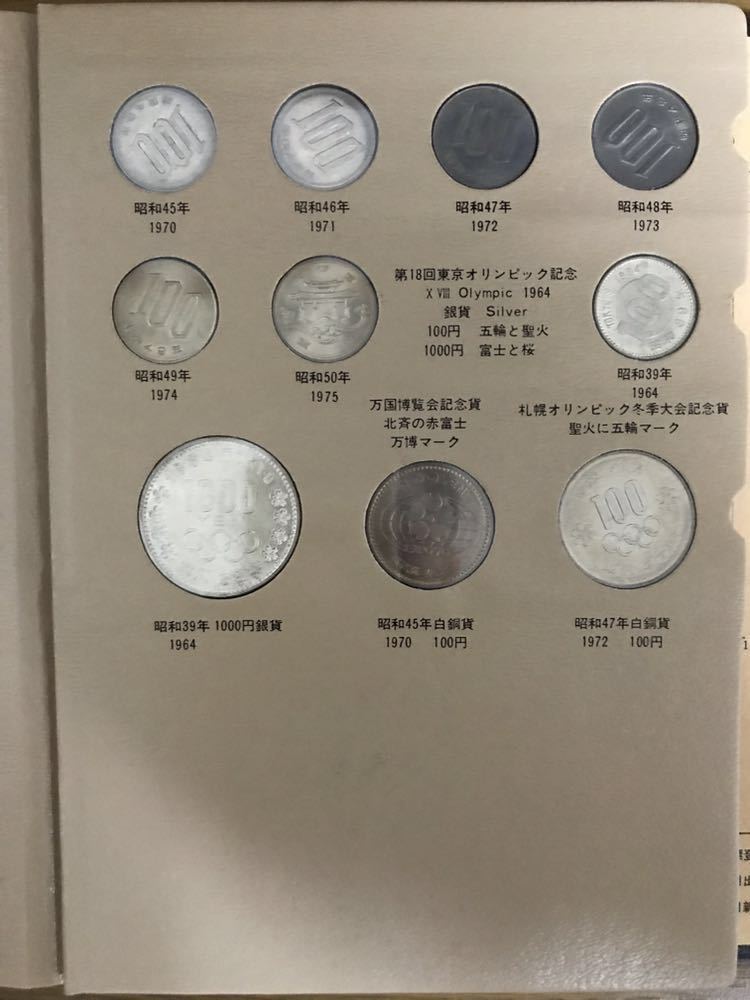 昭和45年
1970
昭和46年
1971
昭和47年
1972
昭和48年
1973
昭和49年
1974
昭和50年
1975
第18回東京オリンピック記念
XⅧ Olympic 1964
銀貨 Silver
100円 五輪と聖火
1000円 富士と桜
昭和39年
1964
万国博覧会記念貨
北斉の赤富士
万博マーク
札幌オリンピック冬季大会記念貨
聖火に五輪マーク
昭和39年 1000円銀貨
1964
昭和45年白銅貨
1970 100円
昭和47年白銅貨
1972 100円
100
100
100
100
100
100
1000
100